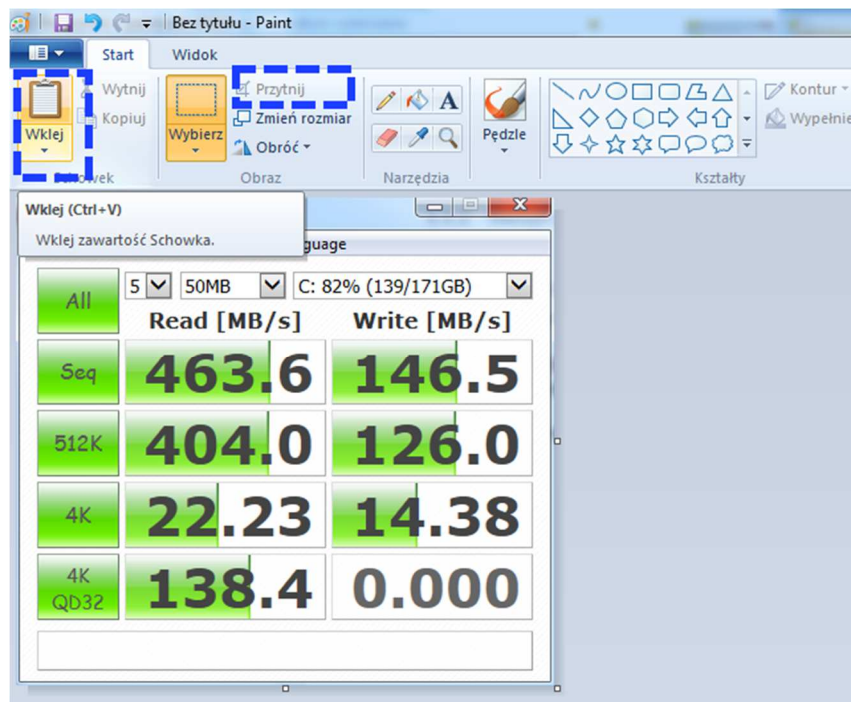 Bez tytułu - Paint
Start Widok
Wklej
Wytnij
Kopiuj
Wybierz
Przytnij
Zmień rozmiar
Obróć
A
Pędzle
Kontur
Obraz Narzędzia Kształty
Wklej (Ctrl+V)
Wklej zawartość Schowka.
All 5 50MB C: 82% (139/171GB)
Read [MB/s] Write [MB/s]
Seq 463.6 146.5
512K 404.0 126.0
4K 22.23 14.38
4K
QD32 138.4 0.000